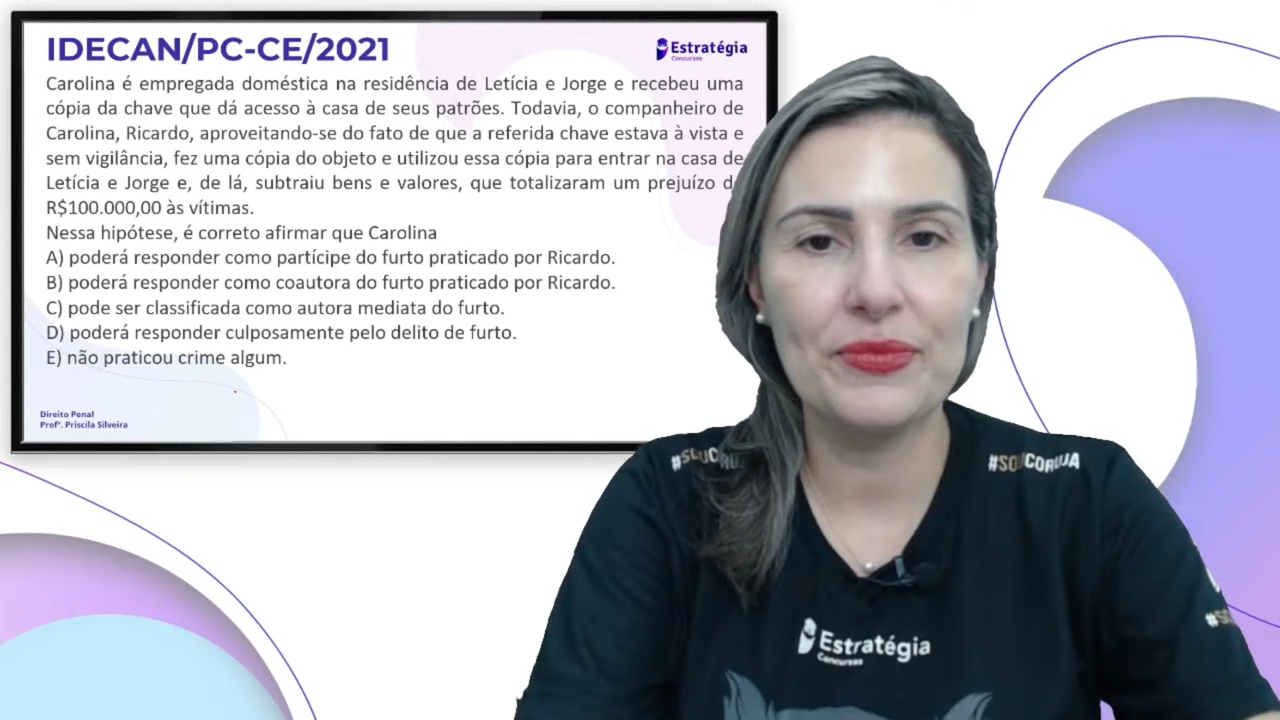 IDECAN/PC-CE/2021
Estratégia
Concursos
Carolina é empregada doméstica na residência de Letícia e Jorge e recebeu uma
cópia da chave que dá acesso à casa de seus patrões. Todavia, o companheiro de
Carolina, Ricardo, aproveitando-se do fato de que a referida chave estava à vista e
sem vigilância, fez uma cópia do objeto e utilizou essa cópia para entrar na casa de
Letícia e Jorge e, de lá, subtraiu bens e valores, que totalizaram um prejuízo
R$100.000,00 às vítimas.
Nessa hipótese, é correto afirmar que Carolina
A) poderá responder como partícipe do furto praticado por Ricardo.
B) poderá responder como coautora do furto praticado por Ricardo.
C) pode ser classificada como autora mediata do furto.
D) poderá responder culposamente pelo delito de furto.
E) não praticou crime algum.
Direito Penal
Profª. Priscila Silveira
#SOUCORUJA
Estratégia
Concursos